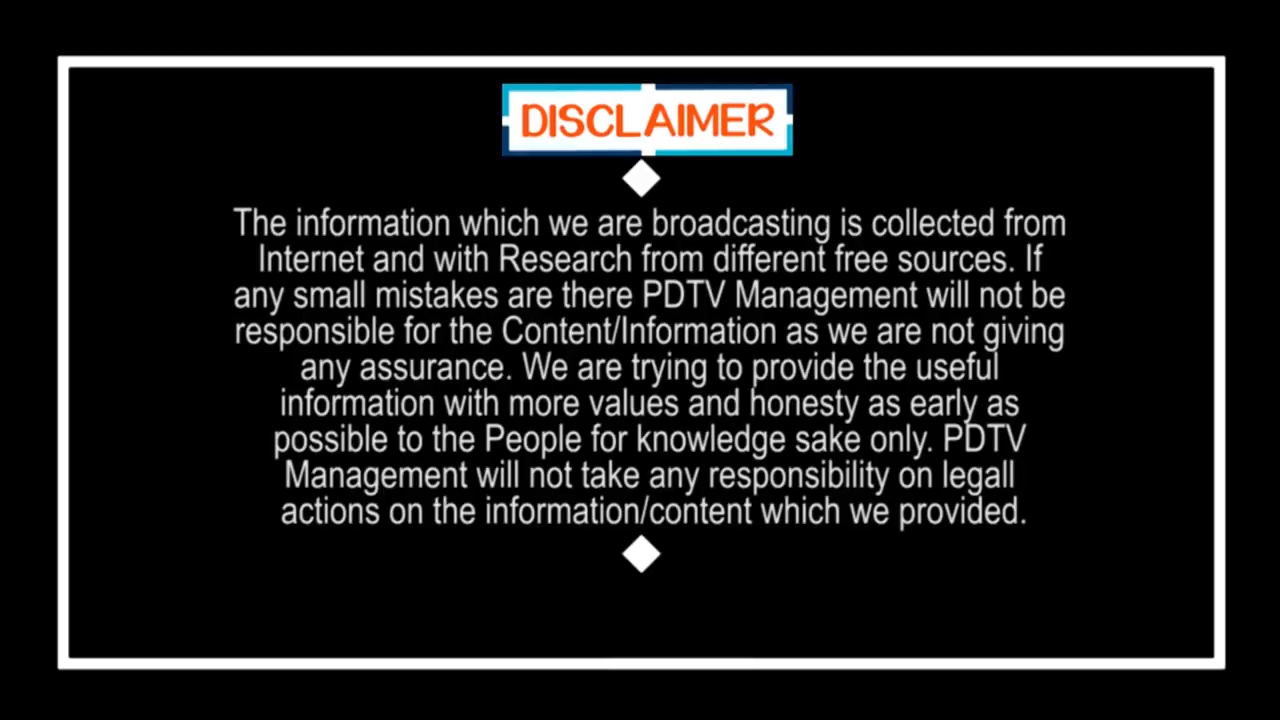 DISCLAIMER
The information which we are broadcasting is collected from
Internet and with Research from different free sources. If
any small mistakes are there PDTV Management will not be
responsible for the Content/Information as we are not giving
any assurance. We are trying to provide the useful
information with more values and honesty as early as
possible to the People for knowledge sake only. PDTV
Management will not take any responsibility on legall
actions on the information/content which we provided.